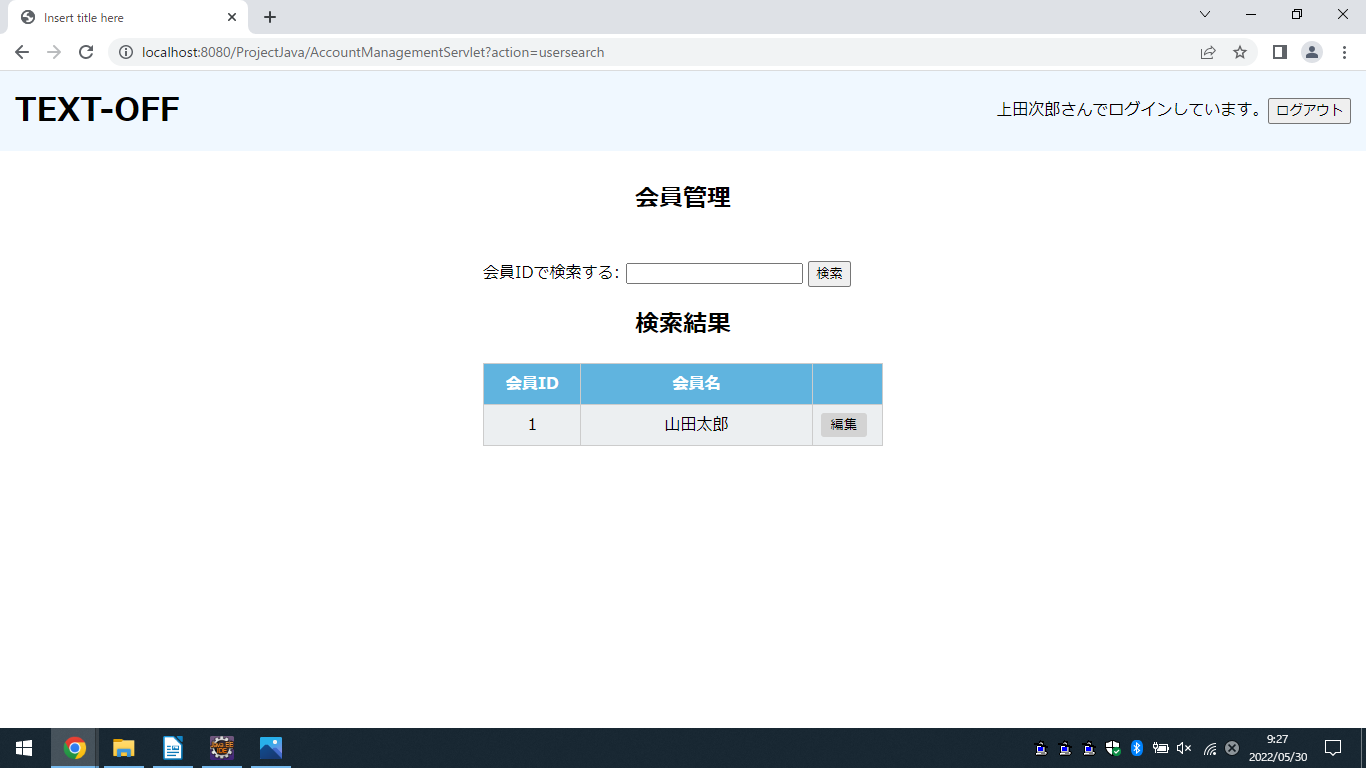 Insert title here
localhost:8080/ProjectJava/AccountManagementServlet?action=usersearch
TEXT-OFF
上田次郎さんでログインしています。 ログアウト
会員管理
会員IDで検索する: 検索
検索結果
会員ID 会員名
1 山田太郎 編集
9:27
2022/05/30